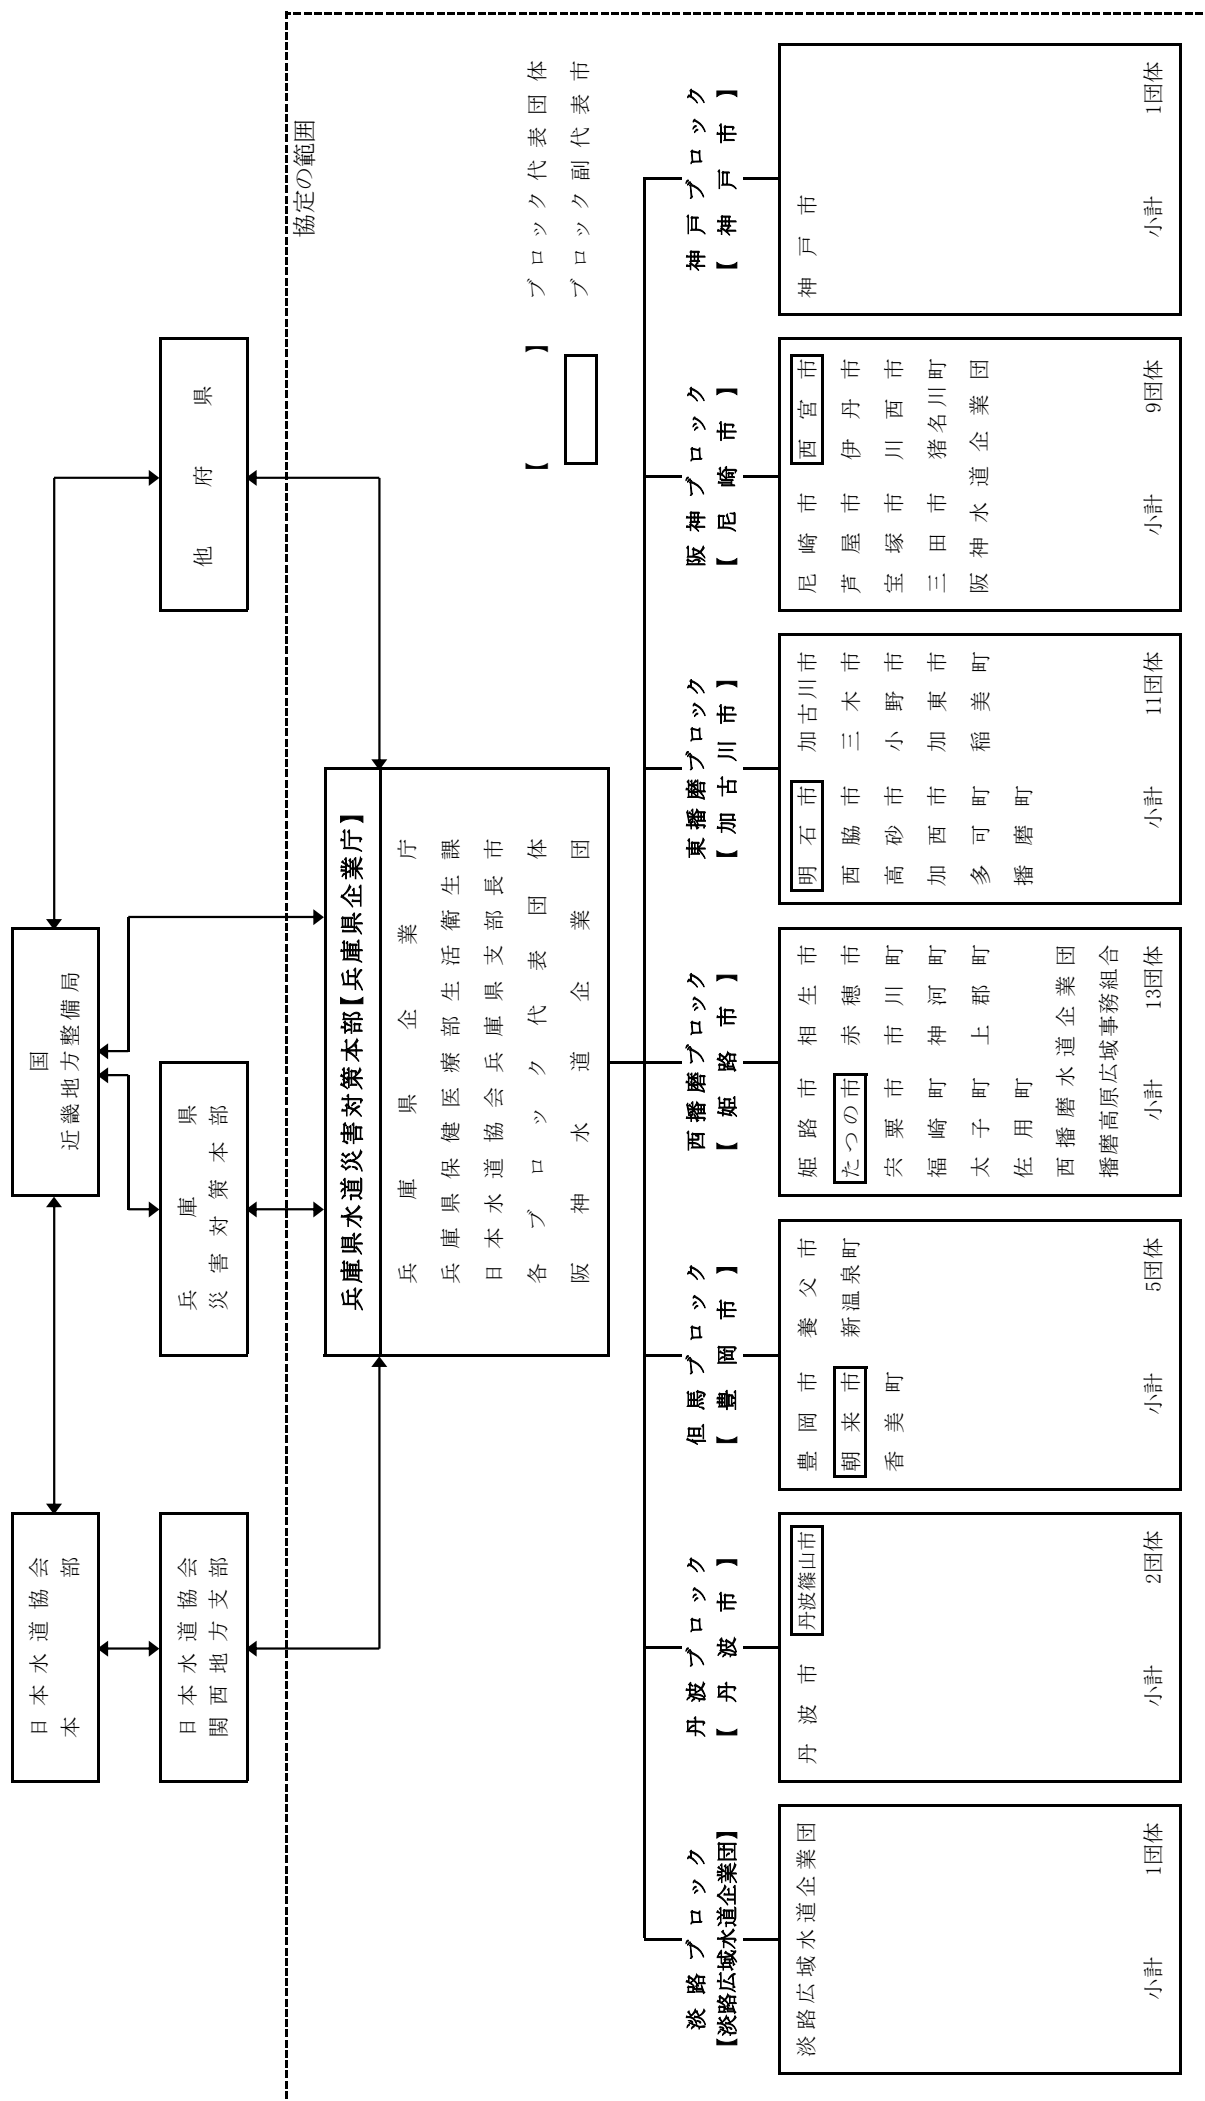 日本水道協会
本部
国
近畿地方整備局
日本水道協会
関西地方支部
兵庫県
災害対策本部
他府県
協定の範囲
兵庫県水道災害対策本部【兵庫県企業庁】
兵庫県企業庁
兵庫県保健医療部生活衛生課
日本水道協会兵庫県支部長市
各ブロック代表団体
阪神水道企業団
【 】 ブロック代表団体
ブロック副代表市
淡路ブロック
【淡路広域水道企業団】
淡路広域水道企業団
小計 1団体
丹波ブロック
【丹波市】
丹波市 丹波篠山市
小計 2団体
但馬ブロック
【豊岡市】
豊岡市 養父市
朝来市 新温泉町
香美町
小計 5団体
西播磨ブロック
【姫路市】
姫路市 相生市
たつの市 赤穂市
宍粟市 市川町
福崎町 神河町
太子町 上郡町
佐用町
西播磨水道企業団
播磨高原広域事務組合
小計 13団体
東播磨ブロック
【加古川市】
明石市 加古川市
西脇市 三木市
高砂市 小野市
加西市 加東市
多可町 稲美町
播磨町
小計 11団体
阪神ブロック
【尼崎市】
尼崎市 西宮市
芦屋市 伊丹市
宝塚市 川西市
三田市 猪名川町
阪神水道企業団
小計 9団体
神戸ブロック
【神戸市】
神戸市
小計 1団体